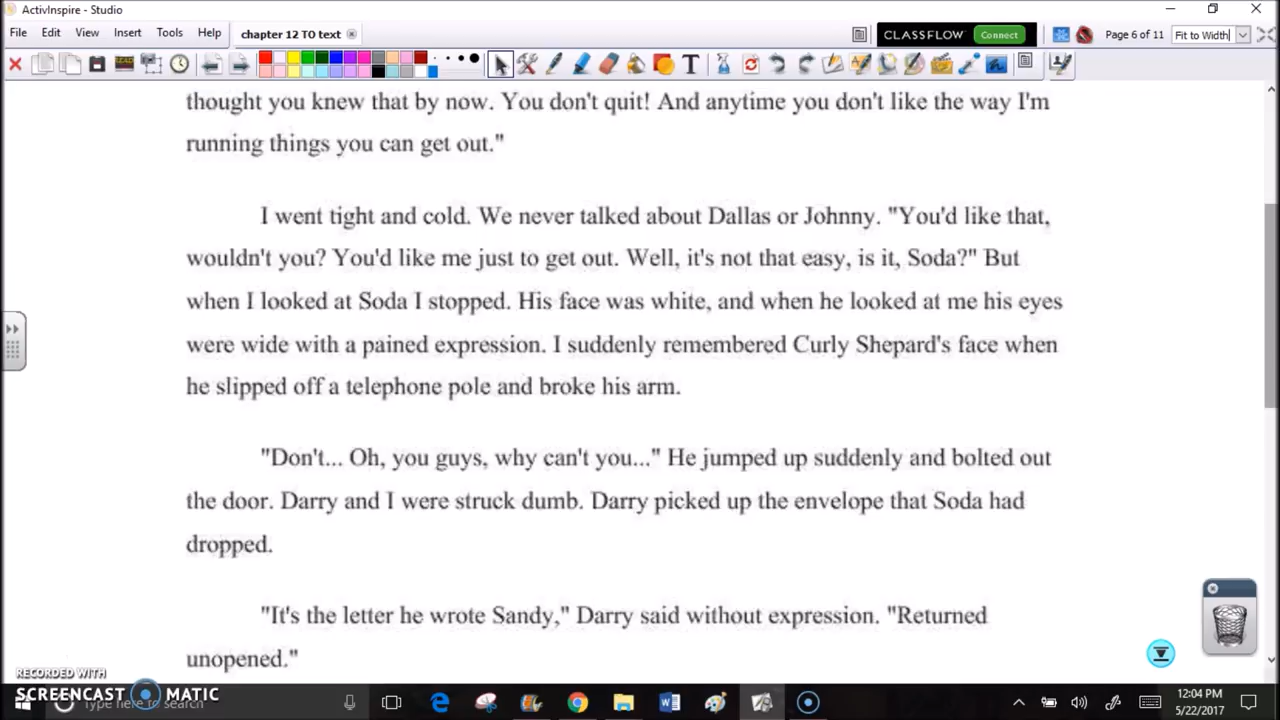 ActivInspire - Studio
File Edit View Insert Tools Help chapter 12 TO text CLASSFLOW Connect Page 6 of 11 Fit to Width
thought you knew that by now. You don't quit! And anytime you don't like the way I'm
running things you can get out."
I went tight and cold. We never talked about Dallas or Johnny. "You'd like that,
wouldn't you? You'd like me just to get out. Well, it's not that easy, is it, Soda?" But
when I looked at Soda I stopped. His face was white, and when he looked at me his eyes
were wide with a pained expression. I suddenly remembered Curly Shepard's face when
he slipped off a telephone pole and broke his arm.
"Don't... Oh, you guys, why can't you..." He jumped up suddenly and bolted out
the door. Darry and I were struck dumb. Darry picked up the envelope that Soda had
dropped.
"It's the letter he wrote Sandy," Darry said without expression. "Returned
unopened."
RECORDED WITH
SCREENCAST MATIC
Type here to search
12:04 PM
5/22/2017